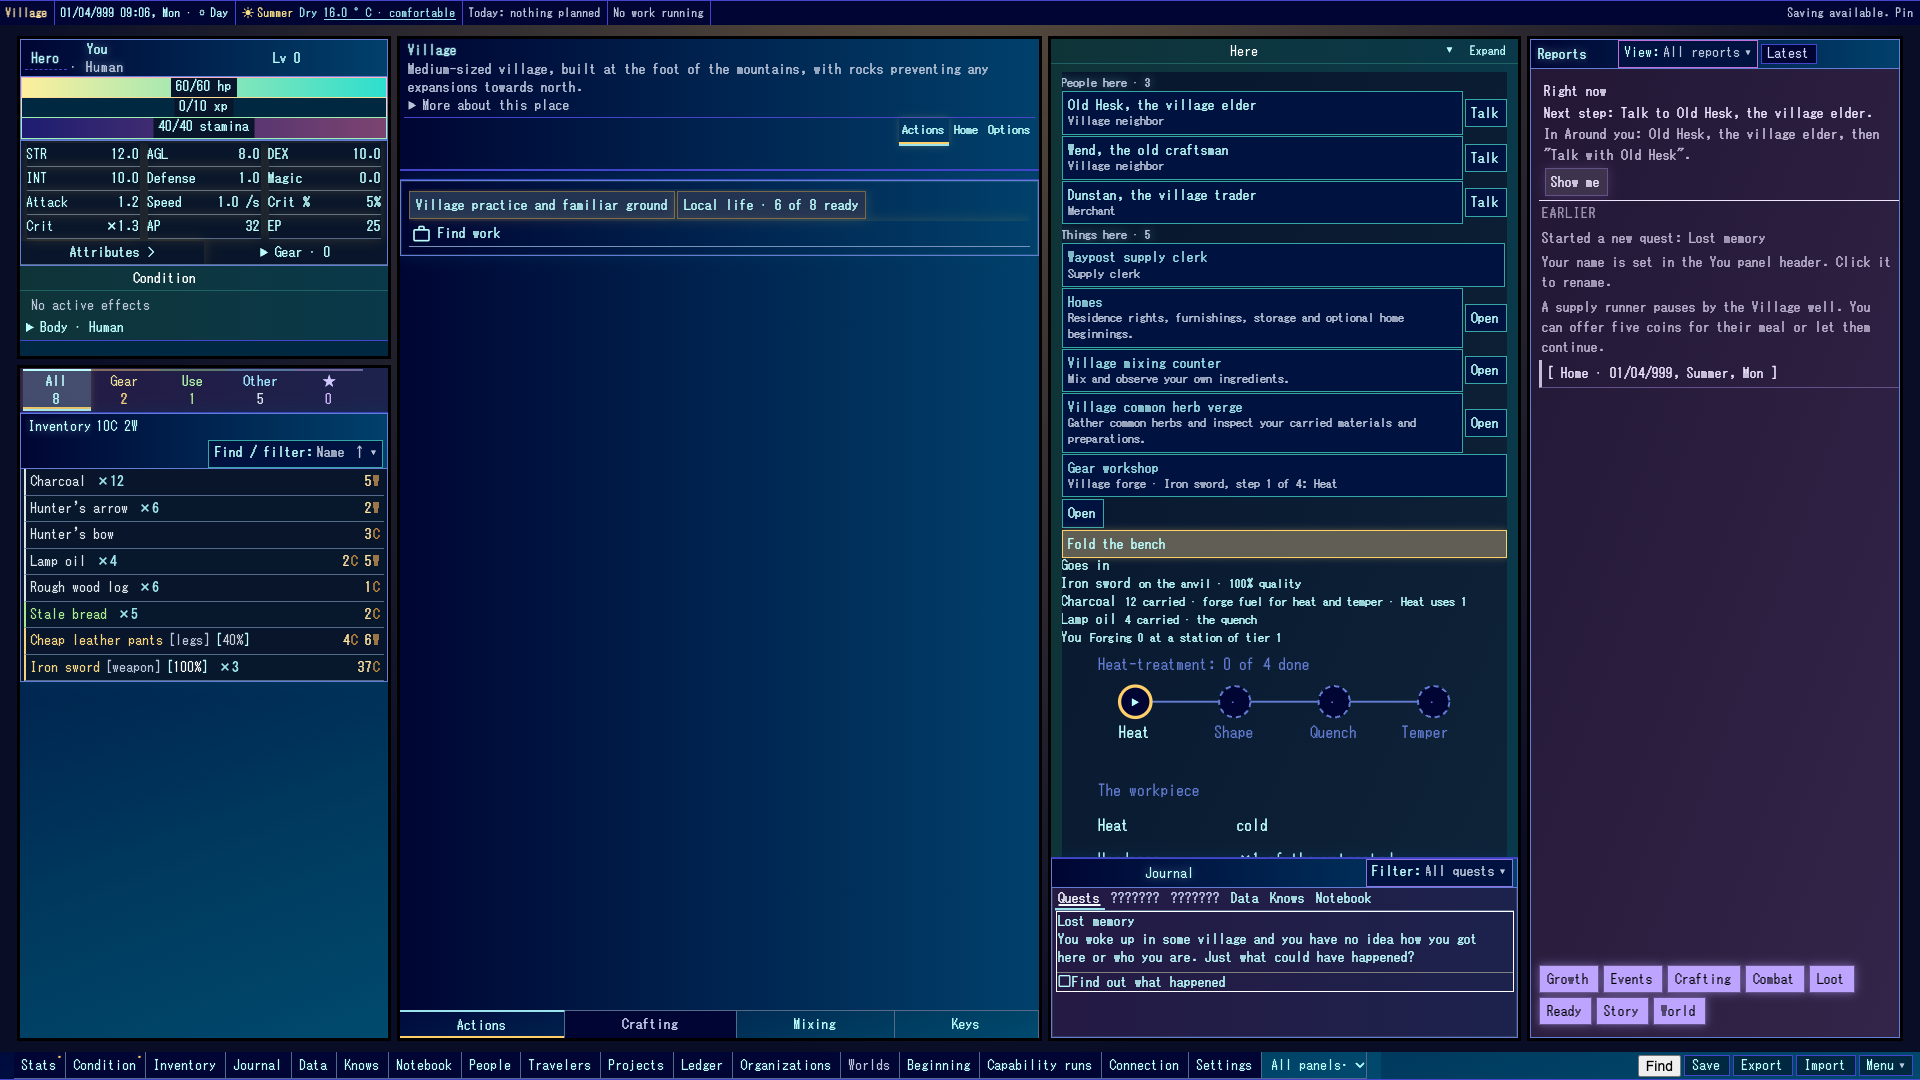 Village 01/04/999 09:06, Mon · ☼ Day ☀ Summer Dry 16.0 ° C · comfortable Today: nothing planned No work running Saving available. Pin
Hero · You
Human
Lv 0
60/60 hp
0/10 xp
40/40 stamina
STR 12.0 AGL 8.0 DEX 10.0
INT 10.0 Defense 1.0 Magic 0.0
Attack 1.2 Speed 1.0 /s Crit % 5%
Crit ×1.3 AP 32 EP 25
Attributes > ▶ Gear · 0
Condition
No active effects
▶ Body · Human
All Gear Use Other ★
8 2 1 5 0
Inventory 10C 2W
Find / filter: Name ↑ ▾
Charcoal ×12 5W
Hunter's arrow ×6 2W
Hunter's bow 3C
Lamp oil ×4 2C 5W
Rough wood log ×6 1C
Stale bread ×5 2C
Cheap leather pants [legs] [40%] 4C 6W
Iron sword [weapon] [100%] ×3 37C
Village
Medium-sized village, built at the foot of the mountains, with rocks preventing any
expansions towards north.
▶ More about this place
Actions Home Options
Village practice and familiar ground Local life · 6 of 8 ready
Find work
Actions Crafting Mixing Keys
Here ▾ Expand
People here · 3
Old Hesk, the village elder
Village neighbor
Talk
Wend, the old craftsman
Village neighbor
Talk
Dunstan, the village trader
Merchant
Talk
Things here · 5
Waypost supply clerk
Supply clerk
Homes
Residence rights, furnishings, storage and optional home
beginnings.
Open
Village mixing counter
Mix and observe your own ingredients.
Open
Village common herb verge
Gather common herbs and inspect your carried materials and
preparations.
Open
Gear workshop
Village forge · Iron sword, step 1 of 4: Heat
Open
Fold the bench
Goes in
Iron sword on the anvil · 100% quality
Charcoal 12 carried · forge fuel for heat and temper · Heat uses 1
Lamp oil 4 carried · the quench
You Forging 0 at a station of tier 1
Heat-treatment: 0 of 4 done
Heat Shape Quench Temper
The workpiece
Heat cold
Journal Filter: All quests ▾
Quests ??????? ??????? Data Knows Notebook
Lost memory
You woke up in some village and you have no idea how you got
here or who you are. Just what could have happened?
☐Find out what happened
Reports View: All reports ▾ Latest
Right now
Next step: Talk to Old Hesk, the village elder.
In Around you: Old Hesk, the village elder, then
"Talk with Old Hesk".
Show me
EARLIER
Started a new quest: Lost memory
Your name is set in the You panel header. Click it
to rename.
A supply runner pauses by the Village well. You
can offer five coins for their meal or let them
continue.
[ Home · 01/04/999, Summer, Mon ]
Growth Events Crafting Combat Loot
Ready Story World
Stats Condition Inventory Journal Data Knows Notebook People Travelers Projects Ledger Organizations Worlds Beginning Capability runs Connection Settings All panels· Find Save Export Import Menu ▾